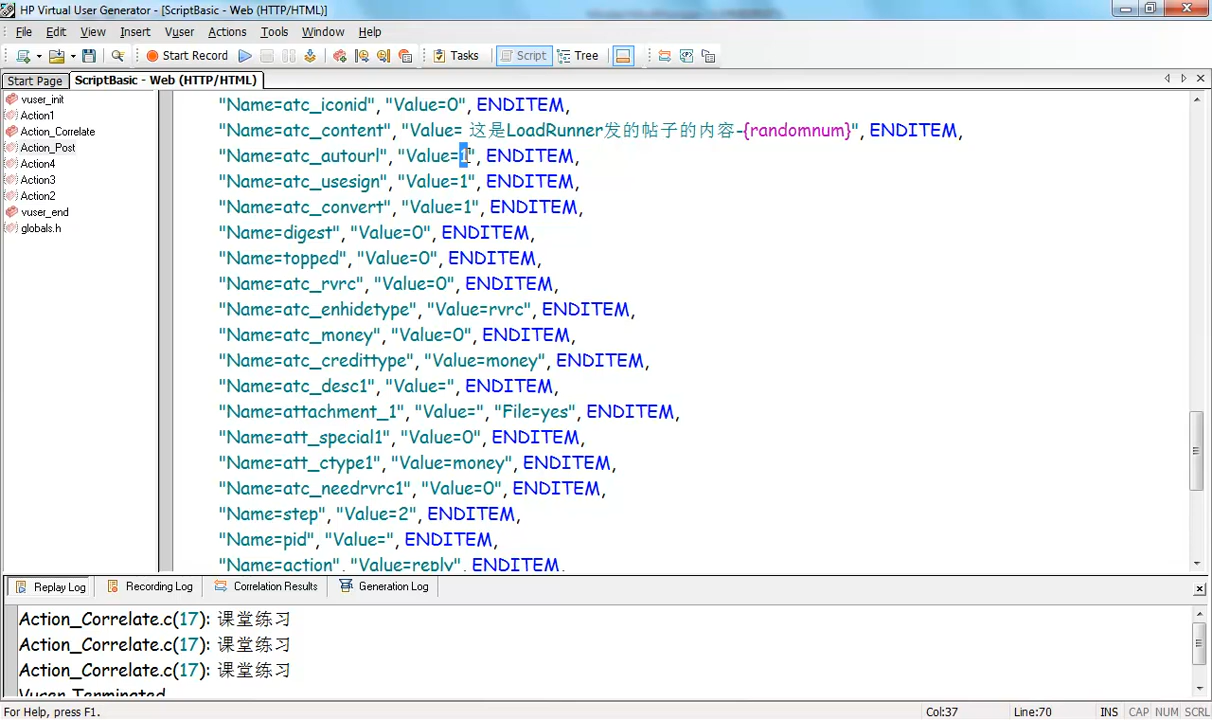 HP Virtual User Generator - [ScriptBasic - Web (HTTP/HTML)]
File Edit View Insert Vuser Actions Tools Window Help
Start Record Tasks Script Tree
Start Page ScriptBasic - Web (HTTP/HTML)
vuser_init
Action1
Action_Correlate
Action_Post
Action4
Action3
Action2
vuser_end
globals.h
"Name=atc_iconid", "Value=0", ENDITEM,
"Name=atc_content", "Value= 这是LoadRunner发的帖子的内容-{randomnum}", ENDITEM,
"Name=atc_autourl", "Value=1", ENDITEM,
"Name=atc_usesign", "Value=1", ENDITEM,
"Name=atc_convert", "Value=1", ENDITEM,
"Name=digest", "Value=0", ENDITEM,
"Name=topped", "Value=0", ENDITEM,
"Name=atc_rvrc", "Value=0", ENDITEM,
"Name=atc_enhidetype", "Value=rvrc", ENDITEM,
"Name=atc_money", "Value=0", ENDITEM,
"Name=atc_credittype", "Value=money", ENDITEM,
"Name=atc_desc1", "Value=", ENDITEM,
"Name=attachment_1", "Value=", "File=yes", ENDITEM,
"Name=att_special1", "Value=0", ENDITEM,
"Name=att_ctype1", "Value=money", ENDITEM,
"Name=atc_needrvrc1", "Value=0", ENDITEM,
"Name=step", "Value=2", ENDITEM,
"Name=pid", "Value=", ENDITEM,
"Name=action", "Value=reply", ENDITEM,
Replay Log Recording Log Correlation Results Generation Log
Action_Correlate.c(17): 课堂练习
Action_Correlate.c(17): 课堂练习
Action_Correlate.c(17): 课堂练习
Vuser Terminated
For Help, press F1. Col:37 Line:70 INS CAP NUM SCRL